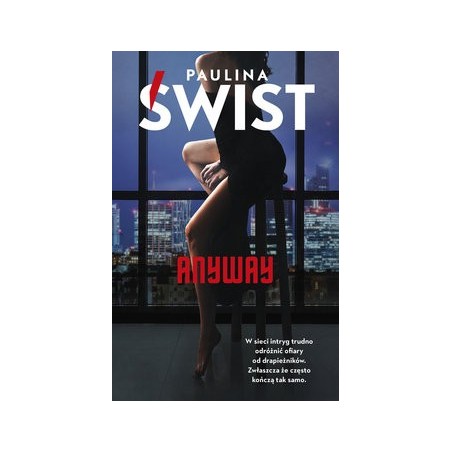 PAULINA
ŚWIST
ANYWAY
W sieci intryg trudno
odróżnić ofiary
od drapieżników.
Zwłaszcza że często
kończą tak samo.